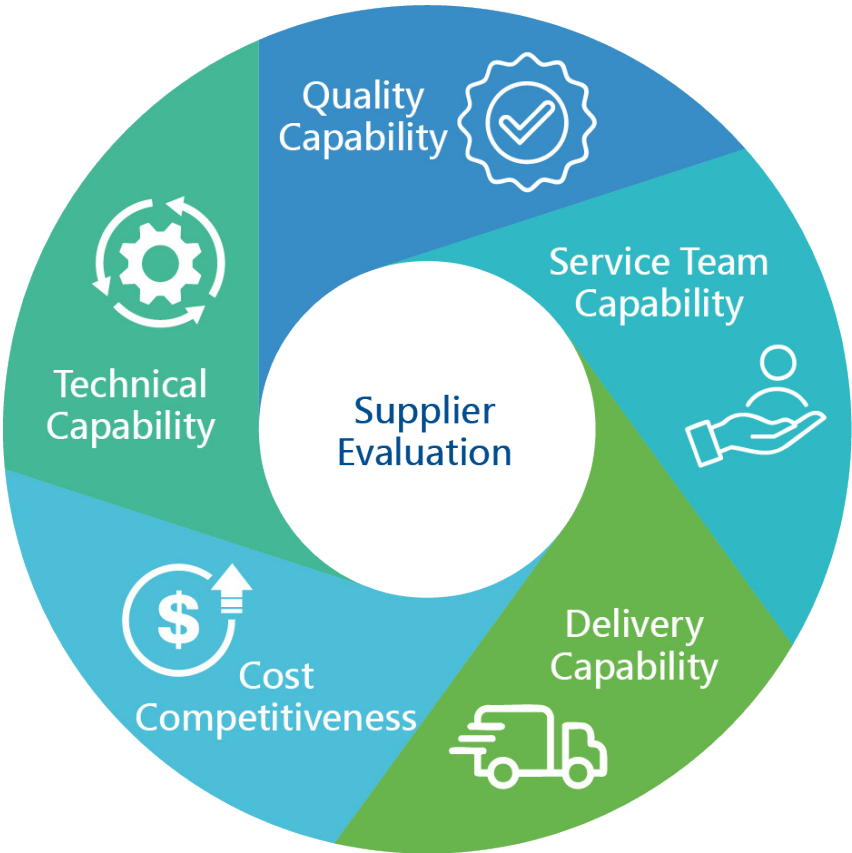 Quality
Capability
Service Team
Capability
Technical
Capability
Supplier
Evaluation
Delivery
Capability
$
Cost
Competitiveness